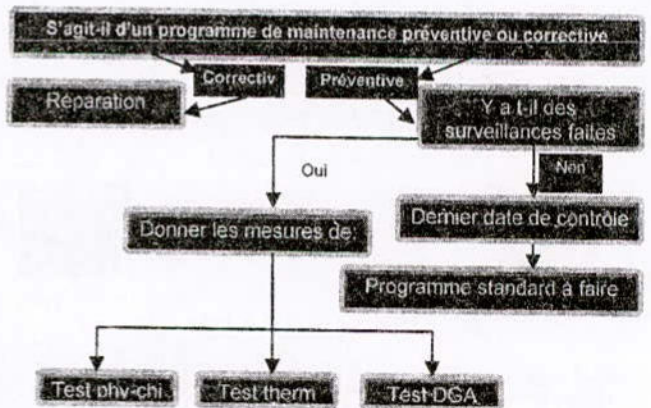 S'agit-il d'un programme de maintenance préventive ou corrective
Correctiv
Préventive
Réparation
Y a t-il des
surveillances faites
Oui
Non
Donner les mesures de:
Dernier date de contrôle
Programme standard à faire
Test phy-chi
Test therm
Test DGA